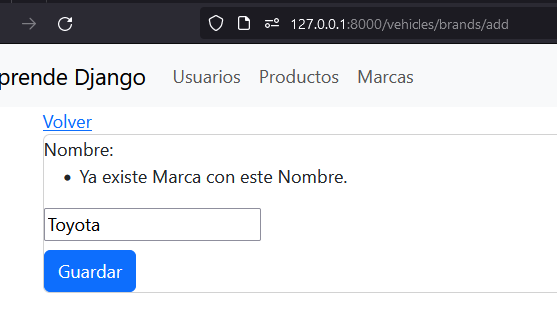 127.0.0.1:8000/vehicles/brands/add
prende Django Usuarios Productos Marcas
Volver
Nombre:
• Ya existe Marca con este Nombre.
Toyota
Guardar